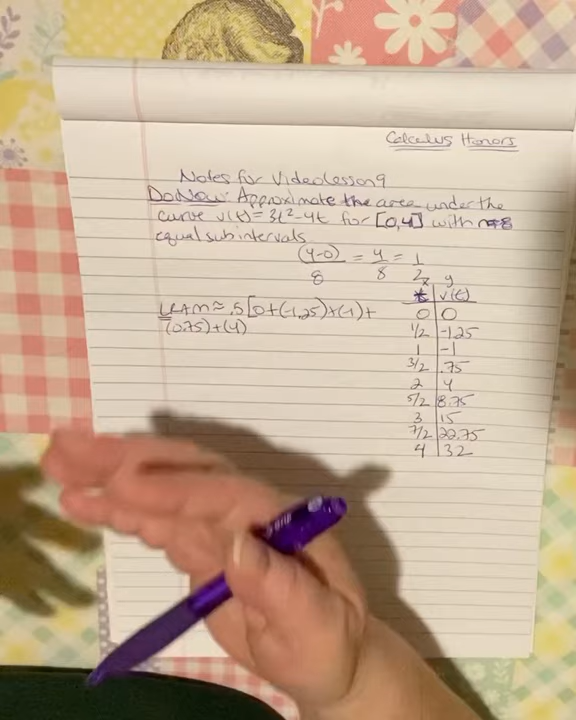 Calculus Honors
Notes for Video Lesson 9
Do Now: Approximate the area under the
curve v(t) = 3t² - 4t for [0,4] with n=8
equal subintervals.
(4-0)/8 = 4/8 = 1/2
x y
t v(t)
0 0
1/2 -1.25
1 -1
3/2 .75
2 4
5/2 8.75
3 15
7/2 22.75
4 32
LRAM ≈ .5[0+(-1.25)+(-1)+
(0.75)+(4)